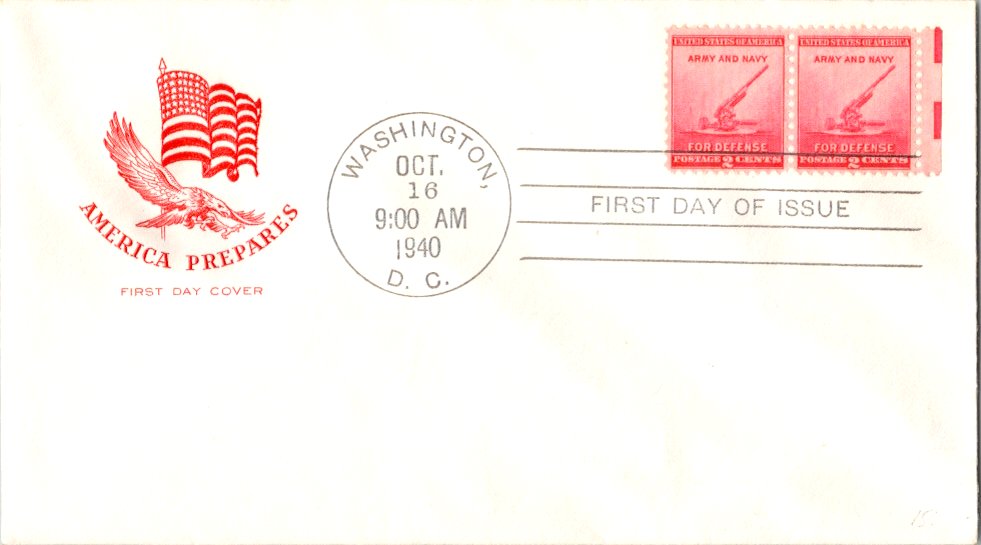 UNITED STATES OF AMERICA
ARMY AND NAVY
FOR DEFENSE
POSTAGE 2 CENTS
UNITED STATES OF AMERICA
ARMY AND NAVY
FOR DEFENSE
POSTAGE 2 CENTS
AMERICA PREPARES
FIRST DAY COVER
WASHINGTON,
OCT.
16
9:00 AM
1940
D. C.
FIRST DAY OF ISSUE